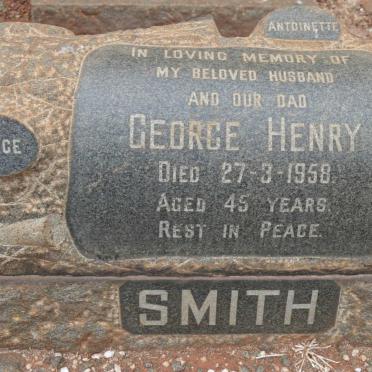 ANTOINETTE
IN LOVING MEMORY OF
MY BELOVED HUSBAND
AND OUR DAD
GEORGE HENRY
DIED 27-3-1958.
AGED 45 YEARS.
REST IN PEACE.
SMITH